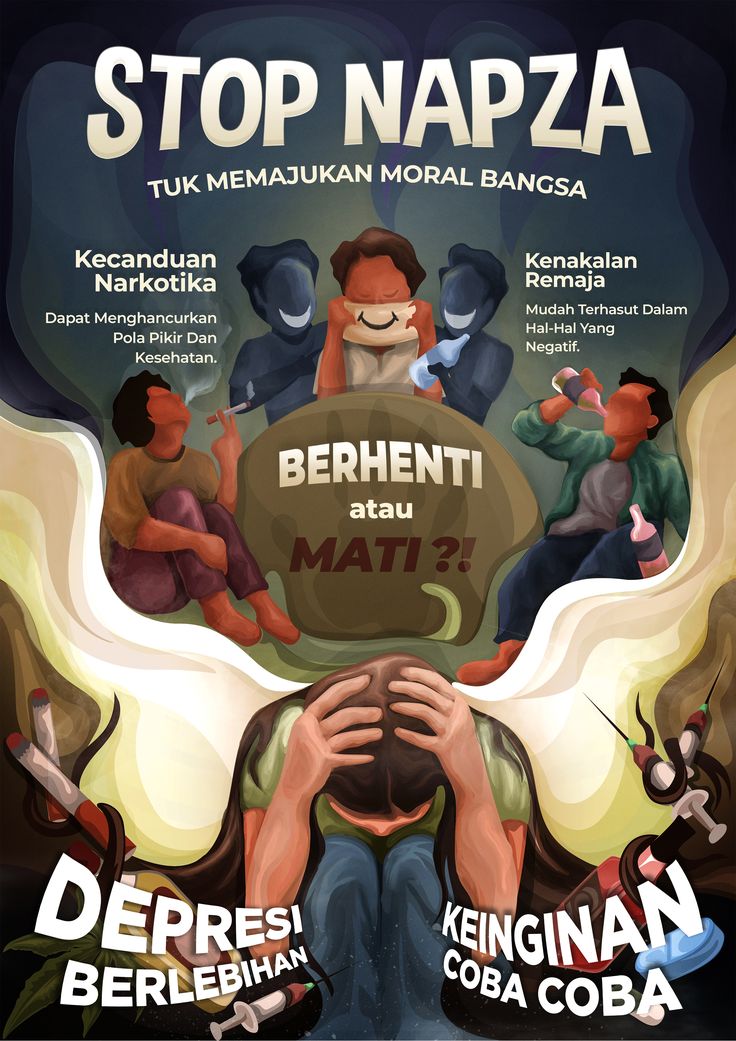 STOP NAPZA
TUK MEMAJUKAN MORAL BANGSA
Kecanduan
Narkotika
Dapat Menghancurkan
Pola Pikir Dan
Kesehatan.
Kenakalan
Remaja
Mudah Terhasut Dalam
Hal-Hal Yang
Negatif.
BERHENTI
atau
MATI ?!
DEPRESI
BERLEBIHAN
KEINGINAN
COBA COBA